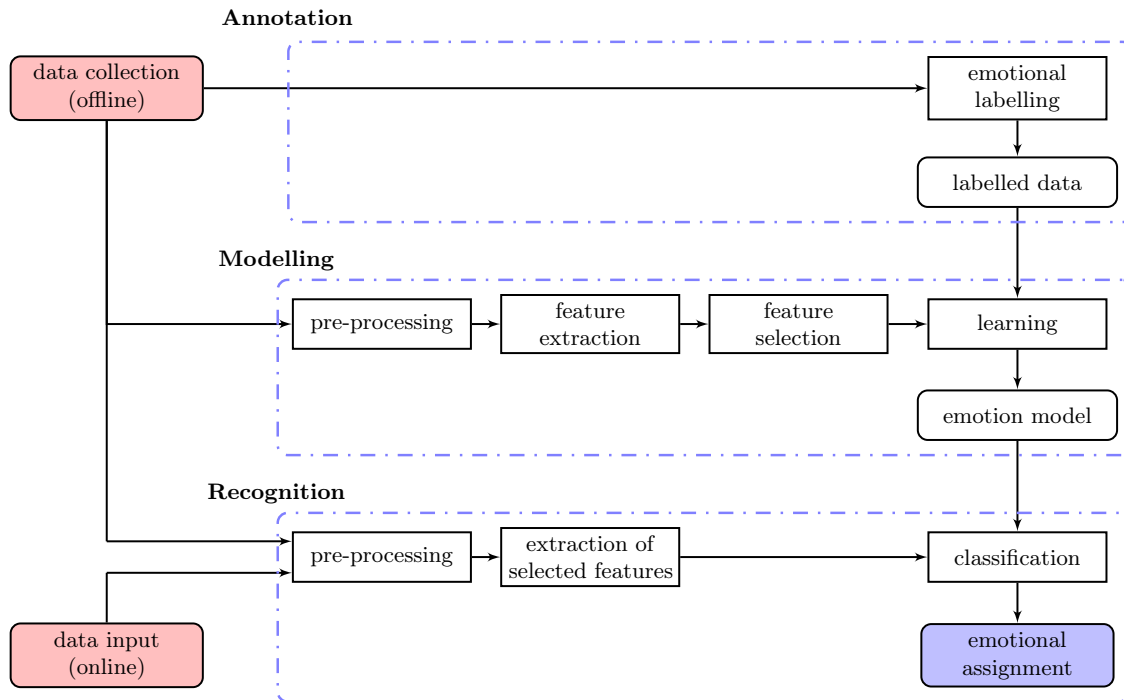 Annotation
data collection
(offline)
emotional
labelling
labelled data
Modelling
pre-processing
feature
extraction
feature
selection
learning
emotion model
Recognition
pre-processing
extraction of
selected features
classification
data input
(online)
emotional
assignment